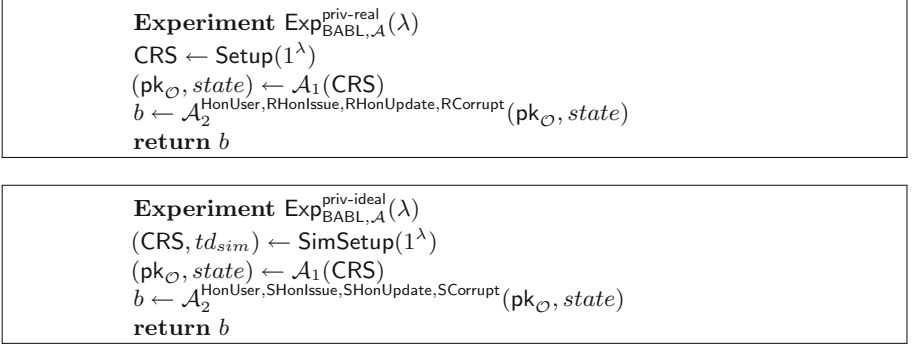 Experiment Exp^{priv-real}_{BABL,𝒜}(λ)
CRS ← Setup(1^λ)
(pk_𝒪, state) ← 𝒜_1(CRS)
b ← 𝒜_2^{HonUser,RHonIssue,RHonUpdate,RCorrupt}(pk_𝒪, state)
return b
Experiment Exp^{priv-ideal}_{BABL,𝒜}(λ)
(CRS, td_{sim}) ← SimSetup(1^λ)
(pk_𝒪, state) ← 𝒜_1(CRS)
b ← 𝒜_2^{HonUser,SHonIssue,SHonUpdate,SCorrupt}(pk_𝒪, state)
return b